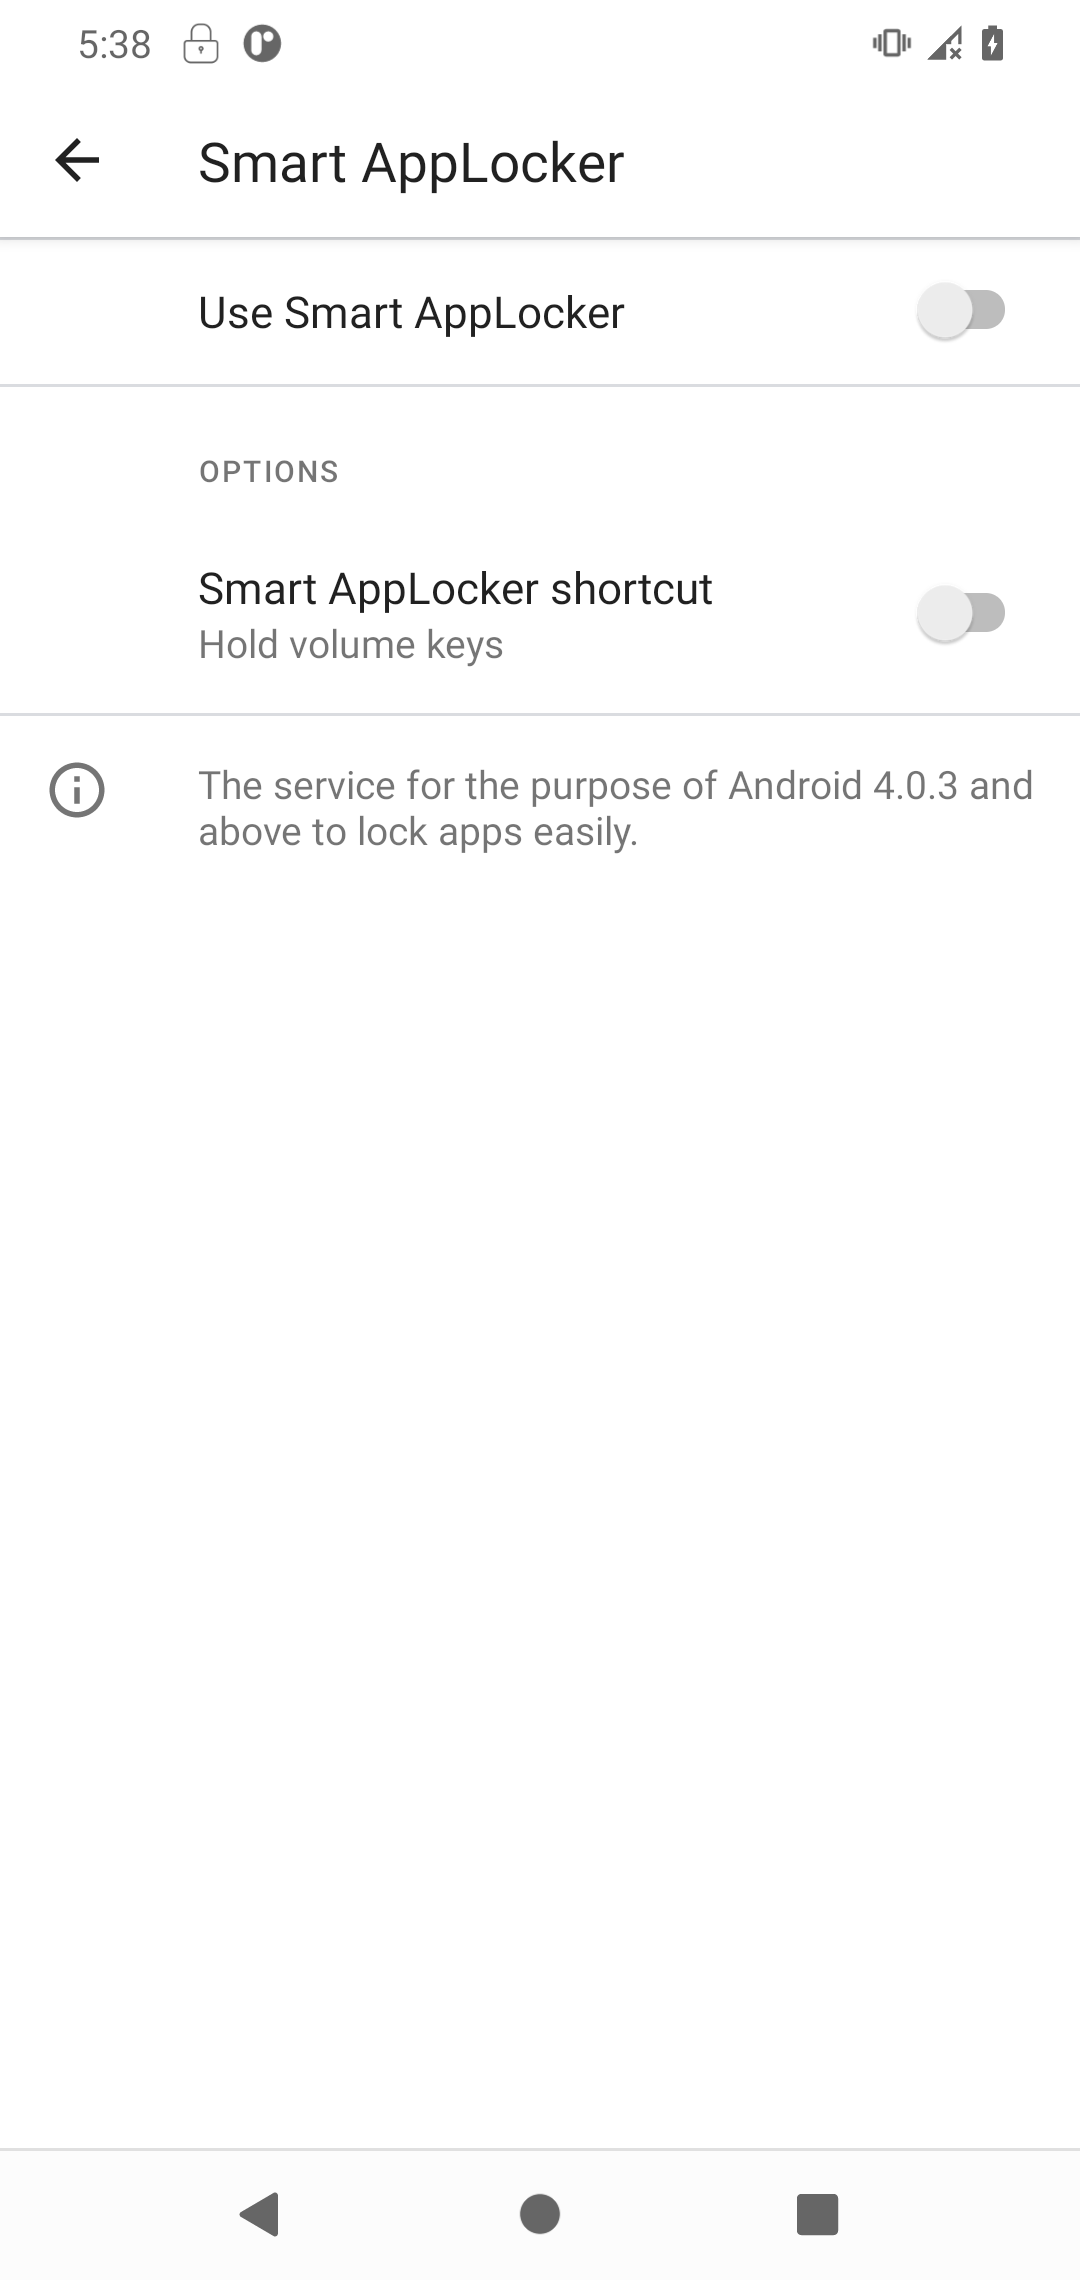 5:38
Smart AppLocker
Use Smart AppLocker
OPTIONS
Smart AppLocker shortcut
Hold volume keys
The service for the purpose of Android 4.0.3 and
above to lock apps easily.